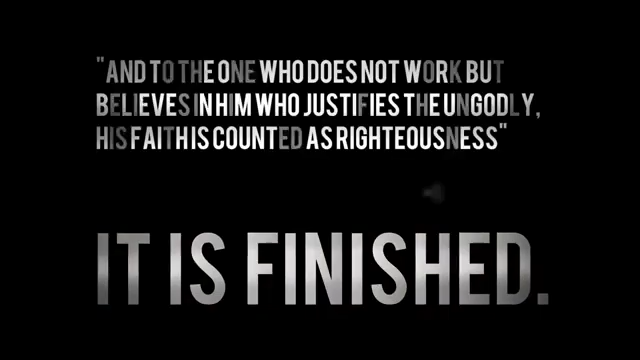 "AND TO THE ONE WHO DOES NOT WORK BUT
BELIEVES IN HIM WHO JUSTIFIES THE UNGODLY,
HIS FAITH IS COUNTED AS RIGHTEOUSNESS"
IT IS FINISHED.